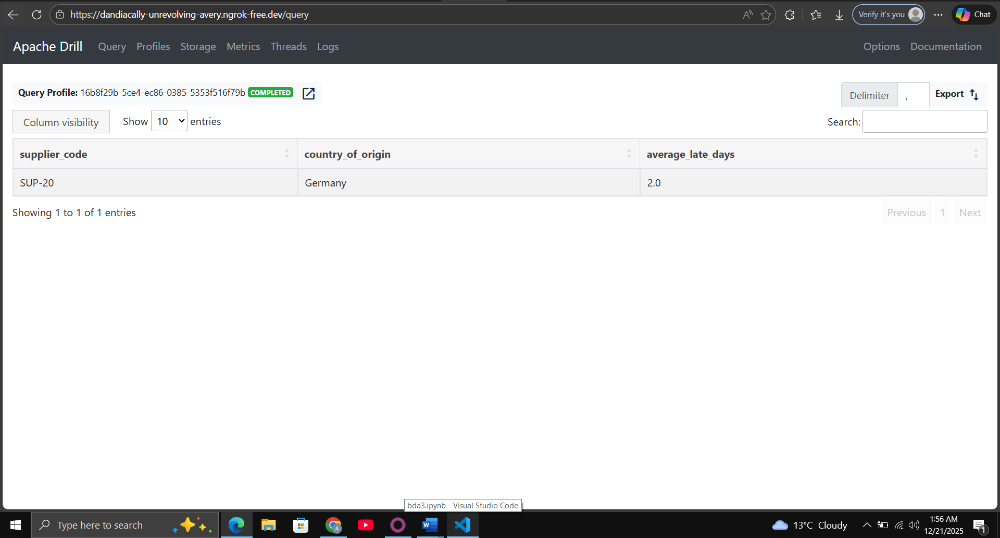 https://dandiacally-unrevolving-avery.ngrok-free.dev/query
Verify it's you
Chat
Apache Drill Query Profiles Storage Metrics Threads Logs Options Documentation
Query Profile: 16b8f29b-5ce4-ec86-0385-5353f516f79b COMPLETED
Delimiter , Export
Column visibility Show 10 entries Search:
supplier_code country_of_origin average_late_days
SUP-20 Germany 2.0
Showing 1 to 1 of 1 entries Previous 1 Next
bda3.ipynb - Visual Studio Code
Type here to search
13°C Cloudy
1:56 AM
12/21/2025
1